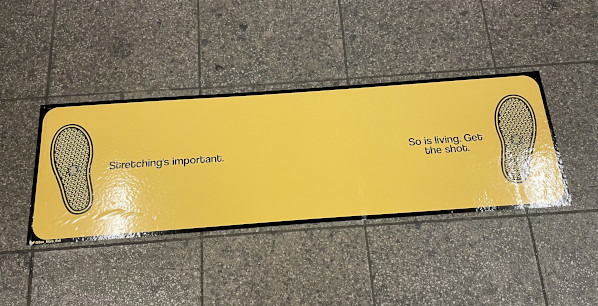 Stretching's important.
So is living. Get
the shot.